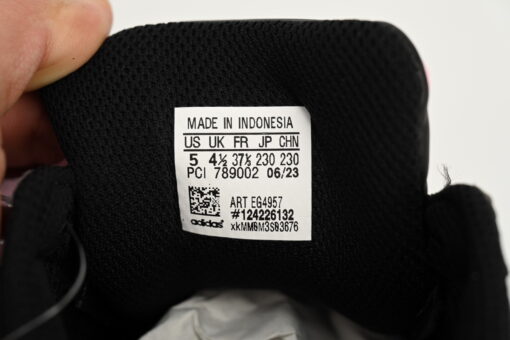 MADE IN INDONESIA
US UK FR JP CHN
5 4½ 37⅓ 230 230
PCI 789002 06/23
ART EG4957
#124226132
adidas